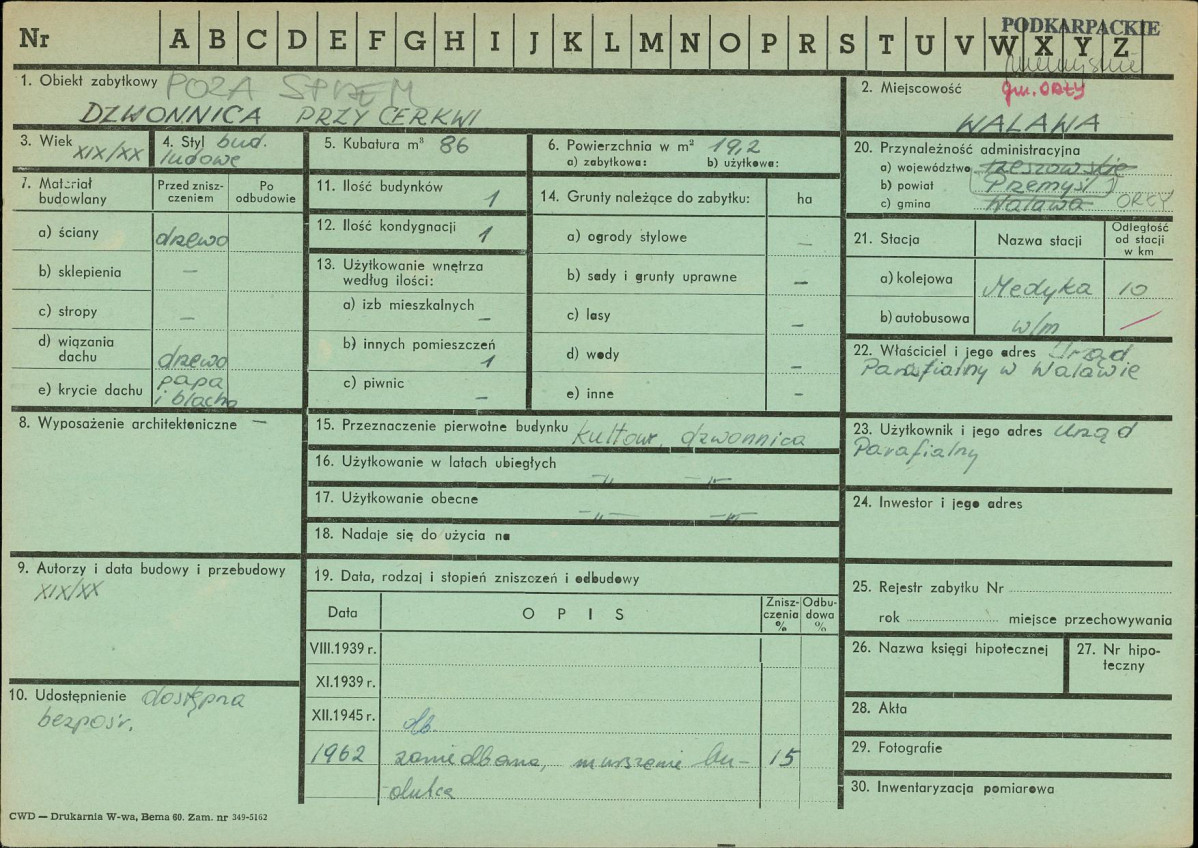 PODKARPACKIE
Nr A B C D E F G H I J K L M N O P R S T U V W X Y Z
1. Obiekt zabytkowy POZA SPRZĘM
DZWONNICA PRZY CERKWI
2. Miejscowość gm. ORŁY
WALAWA
3. Wiek XIX/XX
4. Styl bud. ludowe
5. Kubatura m³ 86
6. Powierzchnia w m² 19,2
a) zabytkowa: b) użytkowa:
7. Materiał budowlany
Przed zniszczeniem
Po odbudowie
a) ściany drzewo
b) sklepienia –
c) stropy –
d) wiązania dachu drzewo
e) krycie dachu papa i blacha
8. Wyposażenie architektoniczne –
9. Autorzy i data budowy i przebudowy
XIX/XX
10. Udostępnienie dostępna
bezpośr.
11. Ilość budynków 1
12. Ilość kondygnacji 1
13. Użytkowanie wnętrza według ilości:
a) izb mieszkalnych –
b) innych pomieszczeń 1
c) piwnic –
14. Grunty należące do zabytku: ha
a) ogrody stylowe –
b) sady i grunty uprawne –
c) lasy –
d) wody –
e) inne –
15. Przeznaczenie pierwotne budynku kultow. dzwonnica
16. Użytkowanie w latach ubiegłych –„– –„–
17. Użytkowanie obecne –„– –„–
18. Nadaje się do użycia na
19. Data, rodzaj i stopień zniszczeń i odbudowy
Data OPIS Zniszczenia % Odbudowa %
VIII.1939 r.
XI.1939 r.
XII.1945 r. db.
1962 zaniedbana, murszenie bu- 15
dulca
20. Przynależność administracyjna
a) województwo rzeszowskie
b) powiat Przemyśl
c) gmina Walawa ORŁY
21. Stacja Nazwa stacji Odległość od stacji w km
a) kolejowa Medyka 10
b) autobusowa w/m
22. Właściciel i jego adres Urząd
Parafialny w Walawie
23. Użytkownik i jego adres Urząd
Parafialny
24. Inwestor i jego adres
25. Rejestr zabytku Nr
rok miejsce przechowywania
26. Nazwa księgi hipotecznej
27. Nr hipoteczny
28. Akta
29. Fotografie
30. Inwentaryzacja pomiarowa
CWD — Drukarnia W-wa, Bema 60. Zam. nr 349-5162